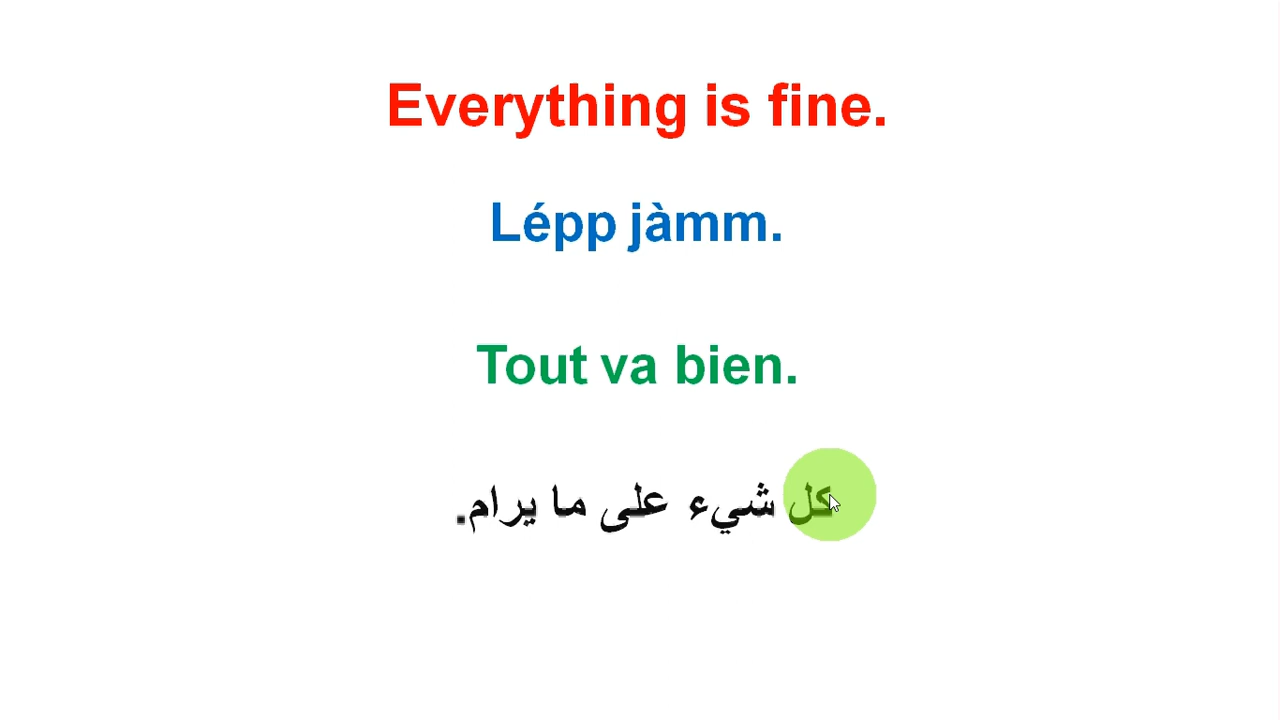 Everything is fine.
Lépp jàmm.
Tout va bien.
كل شيء على ما يرام.